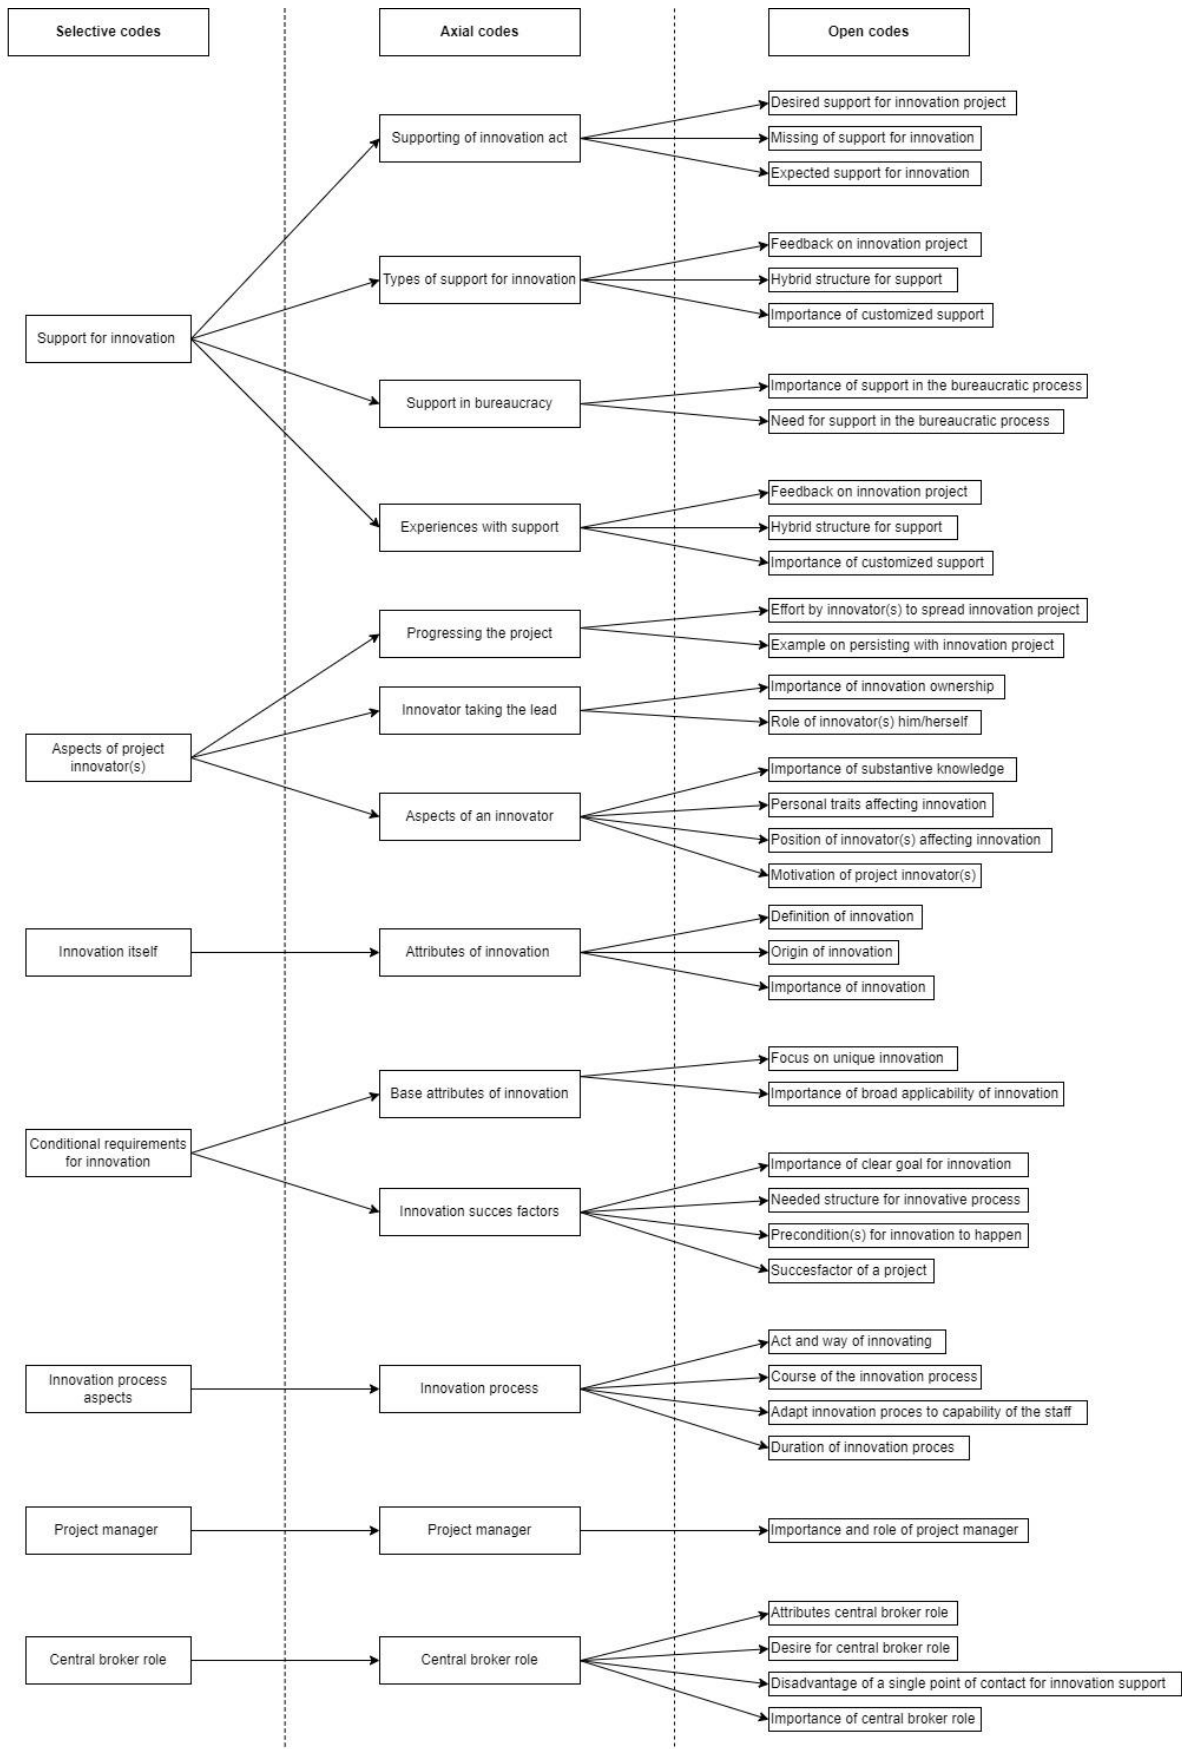 Selective codes
Axial codes
Open codes
Support for innovation
Supporting of innovation act
Desired support for innovation project
Missing of support for innovation
Expected support for innovation
Types of support for innovation
Feedback on innovation project
Hybrid structure for support
Importance of customized support
Support in bureaucracy
Importance of support in the bureaucratic process
Need for support in the bureaucratic process
Experiences with support
Feedback on innovation project
Hybrid structure for support
Importance of customized support
Aspects of project
innovator(s)
Progressing the project
Effort by innovator(s) to spread innovation project
Example on persisting with innovation project
Innovator taking the lead
Importance of innovation ownership
Role of innovator(s) him/herself
Aspects of an innovator
Importance of substantive knowledge
Personal traits affecting innovation
Position of innovator(s) affecting innovation
Motivation of project innovator(s)
Innovation itself
Attributes of innovation
Definition of innovation
Origin of innovation
Importance of innovation
Conditional requirements
for innovation
Base attributes of innovation
Focus on unique innovation
Importance of broad applicability of innovation
Innovation succes factors
Importance of clear goal for innovation
Needed structure for innovative process
Precondition(s) for innovation to happen
Succesfactor of a project
Innovation process
aspects
Innovation process
Act and way of innovating
Course of the innovation process
Adapt innovation proces to capability of the staff
Duration of innovation proces
Project manager
Project manager
Importance and role of project manager
Central broker role
Central broker role
Attributes central broker role
Desire for central broker role
Disadvantage of a single point of contact for innovation support
Importance of central broker role